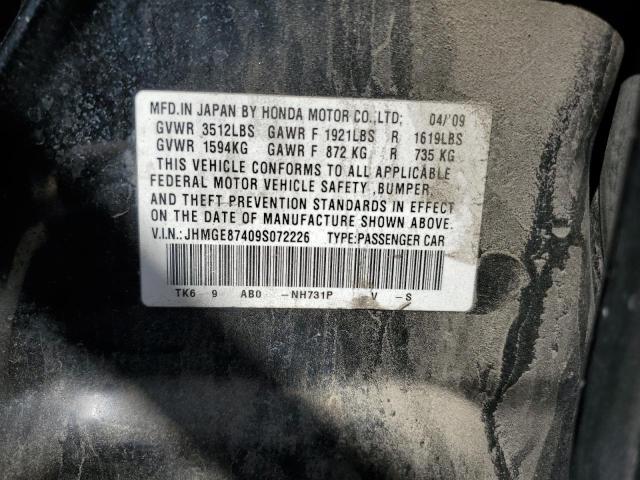 MFD.IN JAPAN BY HONDA MOTOR CO.,LTD; 04/'09
GVWR 3512LBS GAWR F 1921LBS R 1619LBS
GVWR 1594KG GAWR F 872 KG R 735 KG
THIS VEHICLE CONFORMS TO ALL APPLICABLE
FEDERAL MOTOR VEHICLE SAFETY ,BUMPER,
AND THEFT PREVENTION STANDARDS IN EFFECT
ON THE DATE OF MANUFACTURE SHOWN ABOVE.
V.I.N.: JHMGE87409S072226 TYPE:PASSENGER CAR
TK6 9 AB0 -NH731P V -S